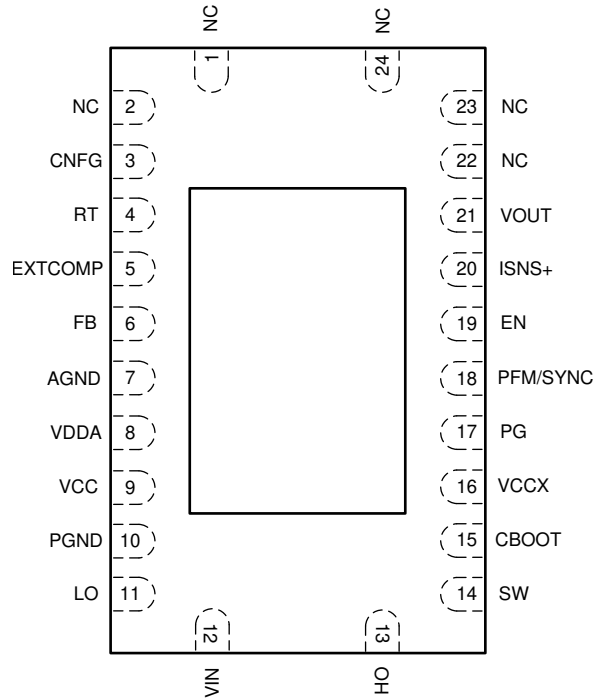 NC
NC
1
24
NC 2
23 NC
CNFG 3
22 NC
RT 4
21 VOUT
EXTCOMP 5
20 ISNS+
FB 6
19 EN
AGND 7
18 PFM/SYNC
VDDA 8
17 PG
VCC 9
16 VCCX
PGND 10
15 CBOOT
LO 11
14 SW
12
13
VIN
HO